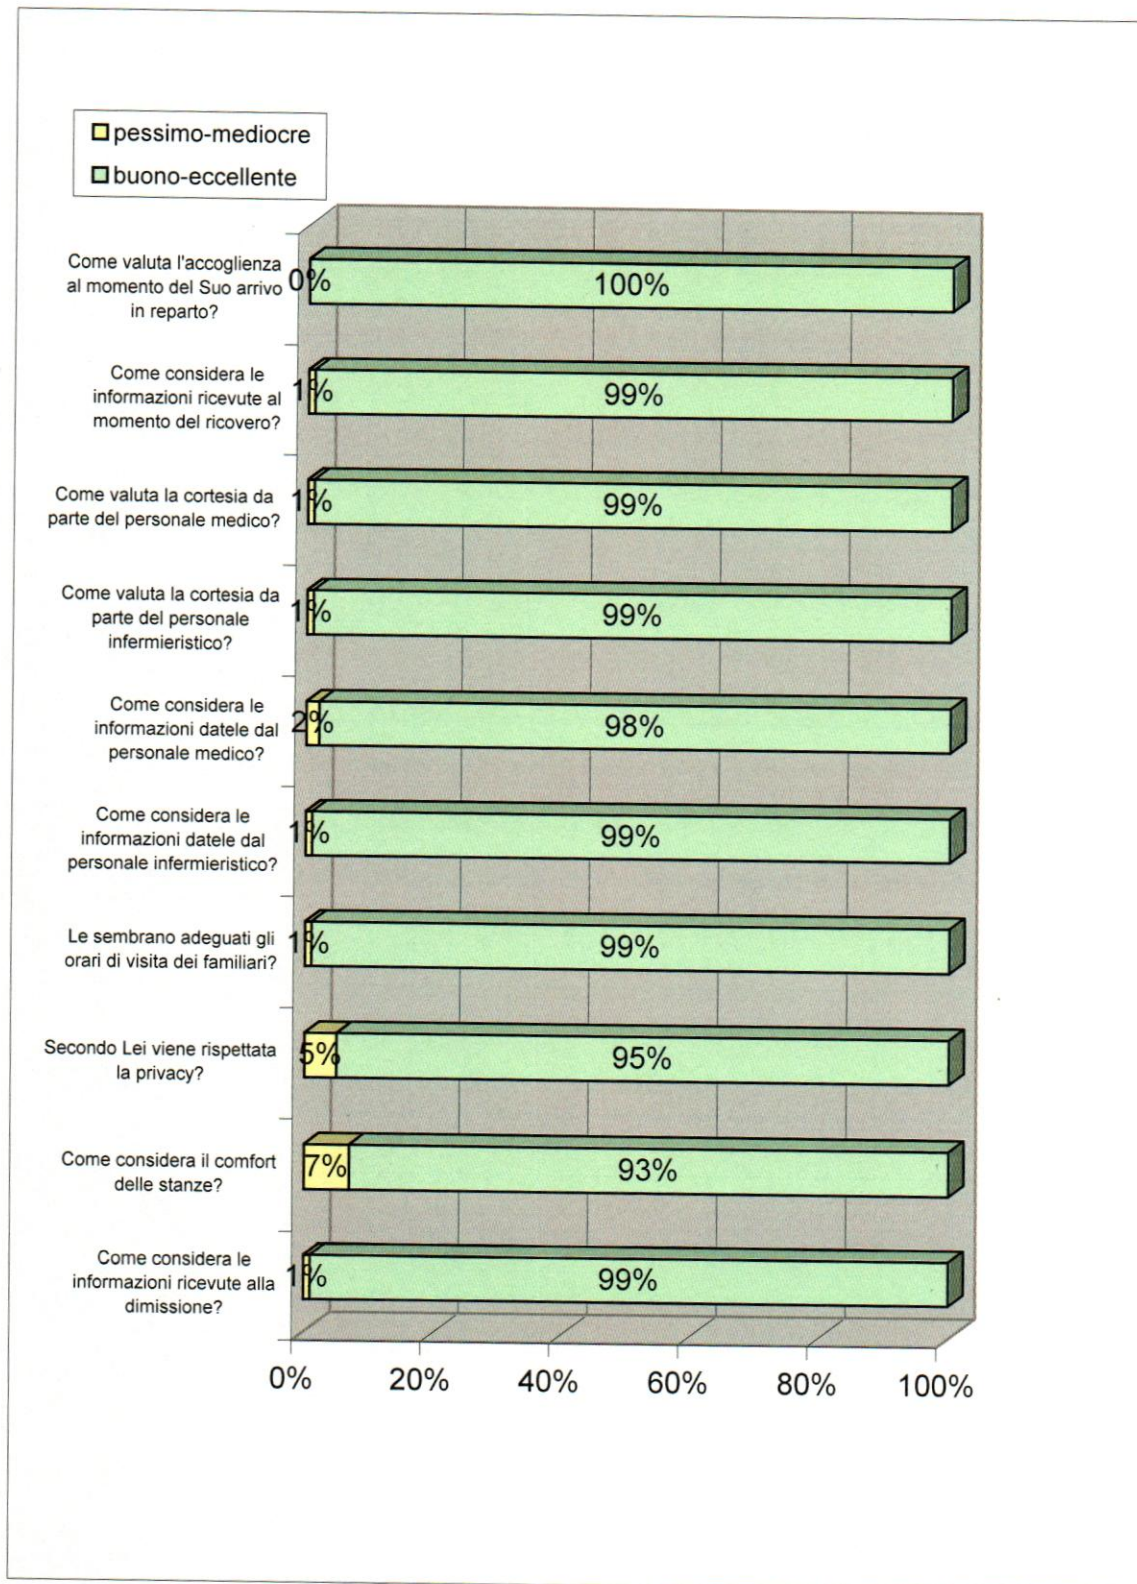 pessimo-mediocre
buono-eccellente
Come valuta l'accoglienza
al momento del Suo arrivo
in reparto?
0%
100%
Come considera le
informazioni ricevute al
momento del ricovero?
1%
99%
Come valuta la cortesia da
parte del personale medico?
1%
99%
Come valuta la cortesia da
parte del personale
infermieristico?
1%
99%
Come considera le
informazioni datele dal
personale medico?
2%
98%
Come considera le
informazioni datele dal
personale infermieristico?
1%
99%
Le sembrano adeguati gli
orari di visita dei familiari?
1%
99%
Secondo Lei viene rispettata
la privacy?
5%
95%
Come considera il comfort
delle stanze?
7%
93%
Come considera le
informazioni ricevute alla
dimissione?
1%
99%
0%
20%
40%
60%
80%
100%